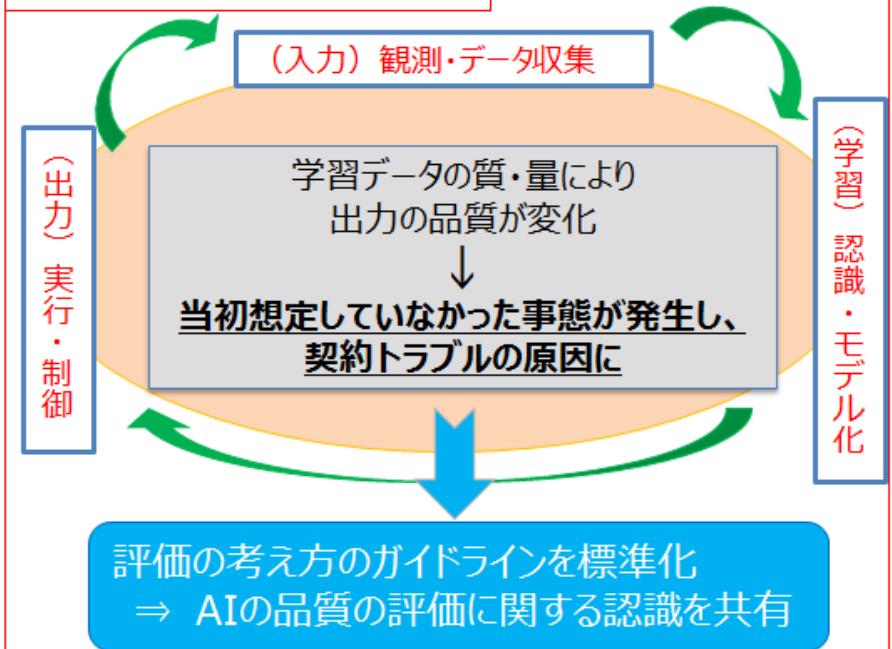 （入力）観測・データ収集
（学習）認識・モデル化
（出力）実行・制御
学習データの質・量により
出力の品質が変化
↓
当初想定していなかった事態が発生し、
契約トラブルの原因に
評価の考え方のガイドラインを標準化
⇒ AIの品質の評価に関する認識を共有